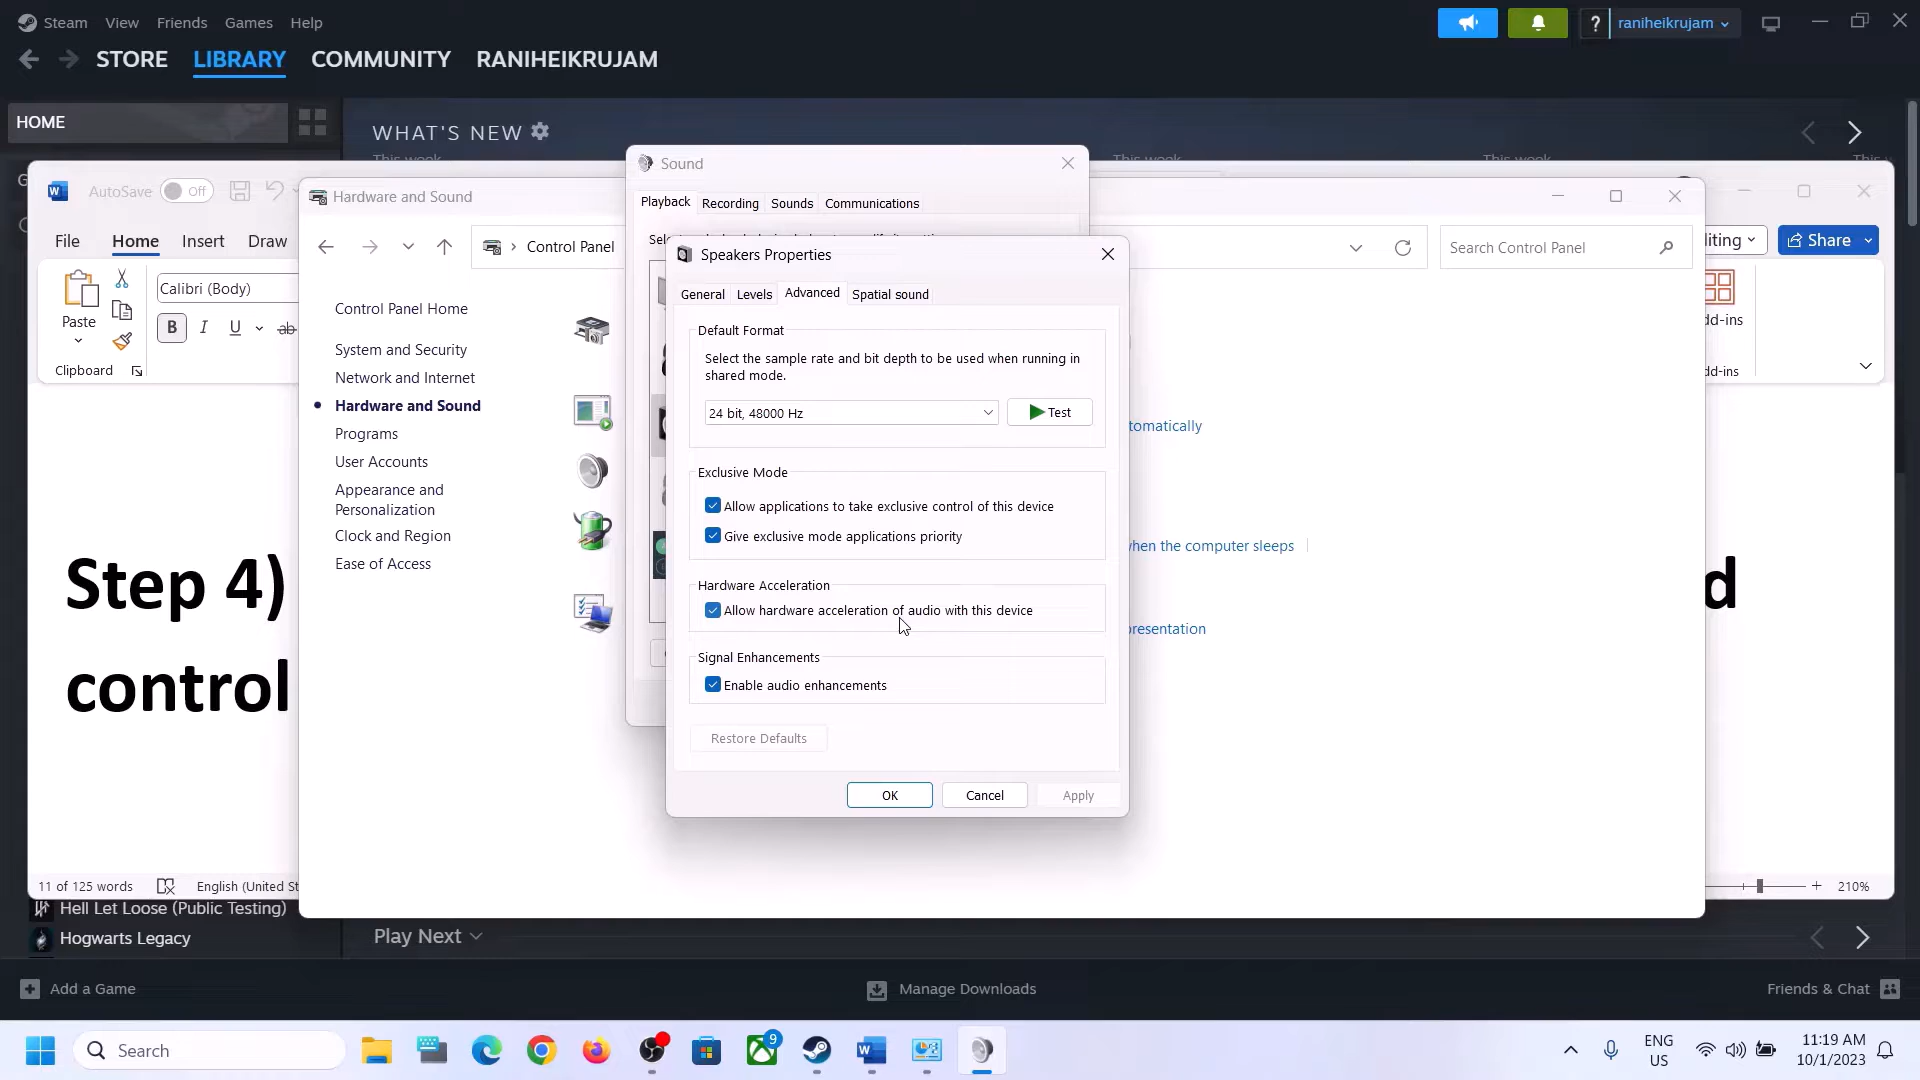 Steam View Friends Games Help
raniheikrujam
STORE LIBRARY COMMUNITY RANIHEIKRUJAM
HOME
WHAT'S NEW
Sound
AutoSave Off
Hardware and Sound
Playback Recording Sounds Communications
File Home Insert Draw
Control Panel
Search Control Panel
Share
Speakers Properties
General Levels Advanced Spatial sound
Calibri (Body)
Paste
B I U ab
Clipboard
Control Panel Home
System and Security
Network and Internet
Hardware and Sound
Programs
User Accounts
Appearance and
Personalization
Clock and Region
Ease of Access
Default Format
Select the sample rate and bit depth to be used when running in
shared mode.
24 bit, 48000 Hz
Test
Exclusive Mode
Allow applications to take exclusive control of this device
Give exclusive mode applications priority
Hardware Acceleration
Allow hardware acceleration of audio with this device
Signal Enhancements
Enable audio enhancements
Restore Defaults
OK Cancel Apply
tomatically
when the computer sleeps
presentation
Step 4)
control
d
11 of 125 words
English (United St
210%
Hell Let Loose (Public Testing)
Hogwarts Legacy
Play Next
Add a Game
Manage Downloads
Friends & Chat
Search
9
ENG
US
11:19 AM
10/1/2023